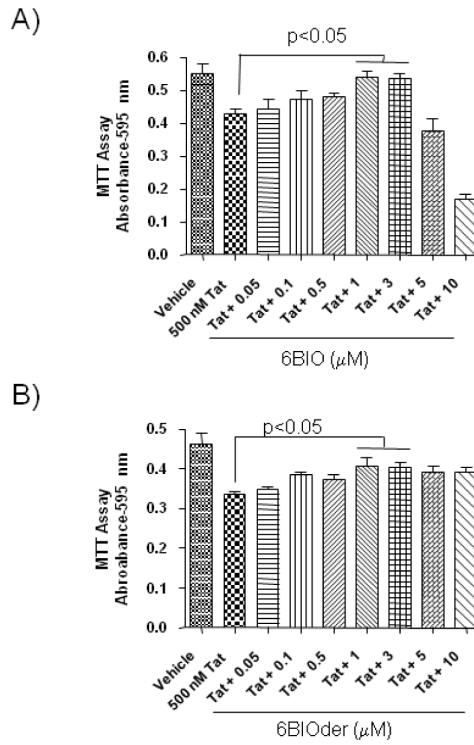 A)
p<0.05
0.6
0.5
0.4
0.3
0.2
0.1
0.0
MTT Assay
Absorbance-595 nm
Vehicle
500 nM Tat
Tat + 0.05
Tat + 0.1
Tat + 0.5
Tat + 1
Tat + 3
Tat + 5
Tat + 10
6BIO (μM)
B)
p<0.05
0.5
0.4
0.3
0.2
0.1
0.0
MTT Assay
Abroabance-595 nm
Vehicle
500 nM Tat
Tat + 0.05
Tat + 0.1
Tat + 0.5
Tat + 1
Tat + 3
Tat + 5
Tat + 10
6BIOder (μM)